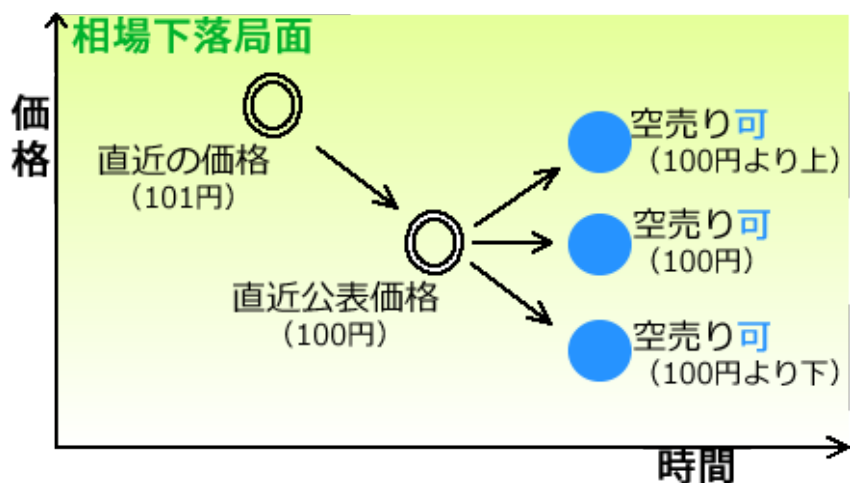 相場下落局面
価格
直近の価格
（101円）
直近公表価格
（100円）
空売り可
（100円より上）
空売り可
（100円）
空売り可
（100円より下）
時間